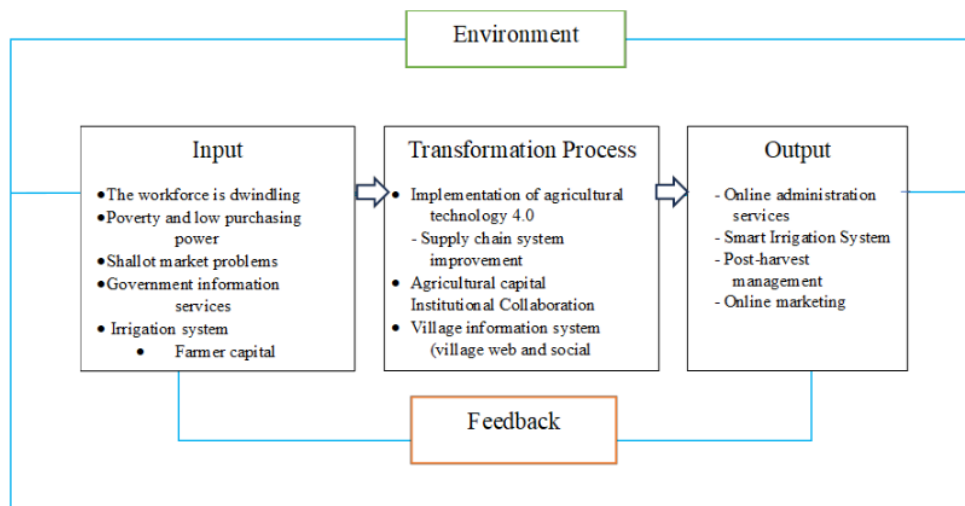 Environment
Input
● The workforce is dwindling
● Poverty and low purchasing
power
● Shallot market problems
● Government information
services
● Irrigation system
● Farmer capital
Transformation Process
● Implementation of agricultural
technology 4.0
- Supply chain system
improvement
● Agricultural capital
Institutional Collaboration
● Village information system
(village web and social
Output
- Online administration
services
- Smart Irrigation System
- Post-harvest
management
- Online marketing
Feedback